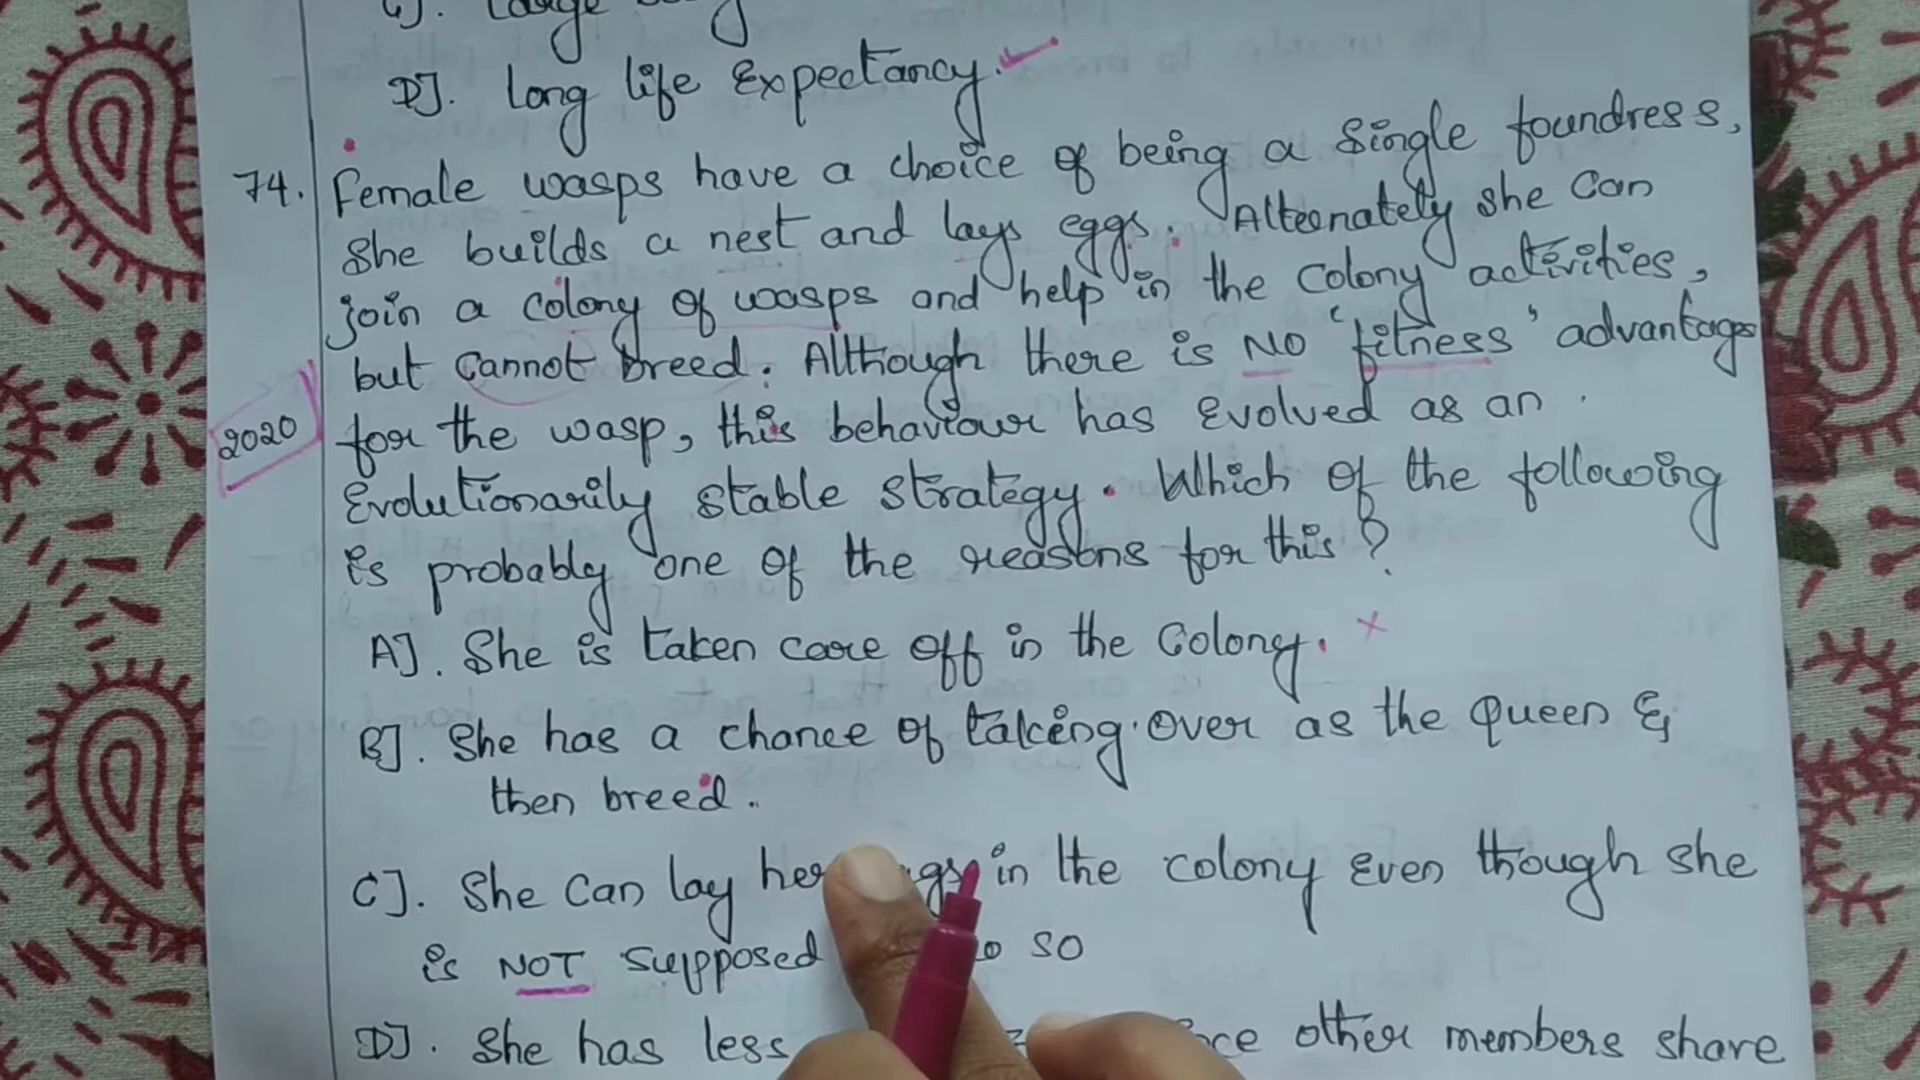 D]. Long life Expectancy.
74. Female wasps have a choice of being a single foundress,
she builds a nest and lays eggs. Alternately she can
join a colony of wasps and help in the colony activities,
but cannot breed. Although there is NO 'fitness' advantage
2020 for the wasp, this behaviour has evolved as an
Evolutionarily stable strategy. Which of the following
is probably one of the reasons for this?
A]. She is taken care off in the Colony.
B]. She has a chance of taking over as the queen &
then breed.
C]. She can lay her in the colony even though she
is NOT supposed so
D]. She has less other members share